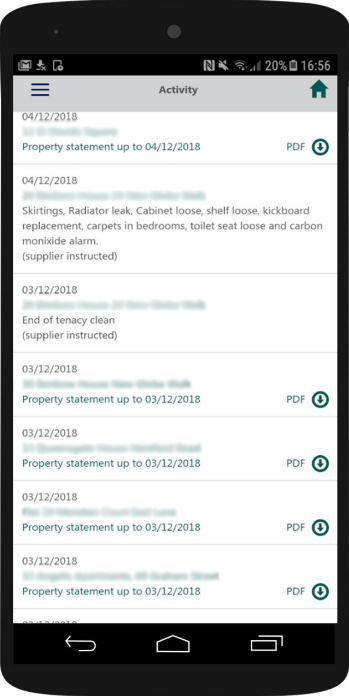 20% 16:56
Activity
04/12/2018
Property statement up to 04/12/2018 PDF
04/12/2018
Skirtings, Radiator leak, Cabinet loose, shelf loose, kickboard
replacement, carpets in bedrooms, toilet seat loose and carbon
monixide alarm.
(supplier instructed)
03/12/2018
End of tenacy clean
(supplier instructed)
03/12/2018
Property statement up to 03/12/2018 PDF
03/12/2018
Property statement up to 03/12/2018 PDF
03/12/2018
Property statement up to 03/12/2018 PDF
03/12/2018
Property statement up to 03/12/2018 PDF